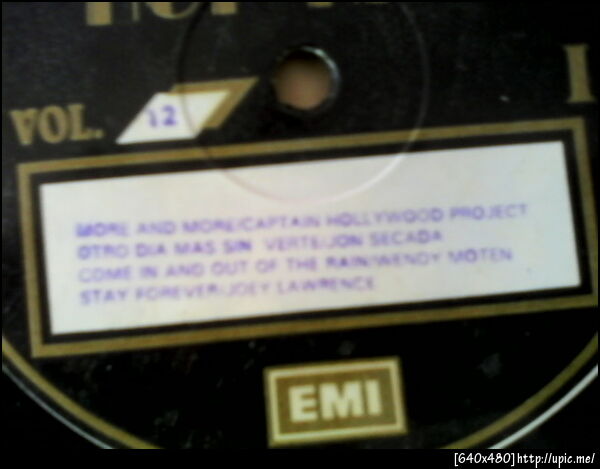 VOL. 12
I
MORE AND MORE/CAPTAIN HOLLYWOOD PROJECT
OTRO DIA MAS SIN VERTE/JON SECADA
COME IN AND OUT OF THE RAIN/WENDY MOTEN
STAY FOREVER/JOEY LAWRENCE
EMI
[640x480]http://upic.me/